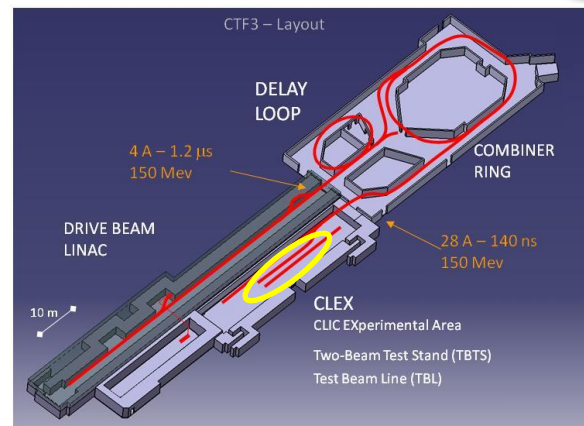 CTF3 – Layout
DELAY
LOOP
4 A – 1.2 µs
150 Mev
COMBINER
RING
DRIVE BEAM
LINAC
28 A – 140 ns
150 Mev
10 m
CLEX
CLIC EXperimental Area
Two-Beam Test Stand (TBTS)
Test Beam Line (TBL)